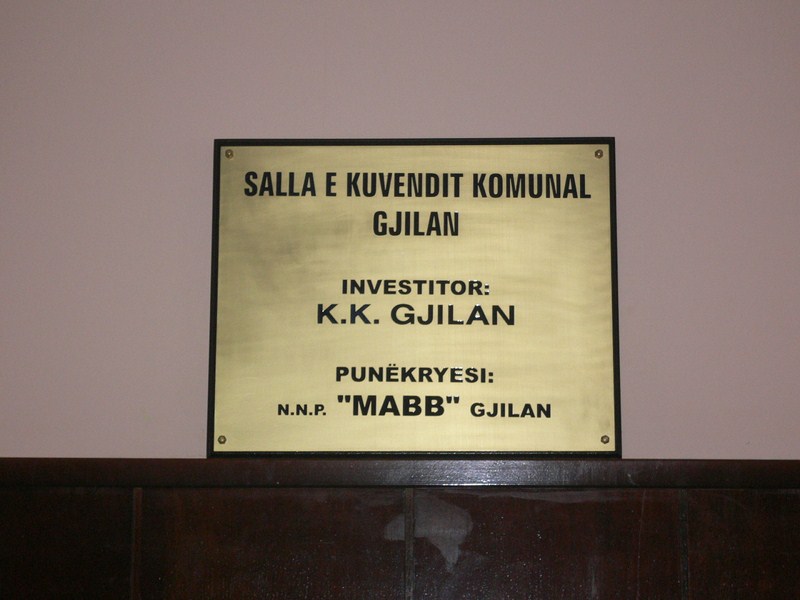 SALLA E KUVENDIT KOMUNAL
GJILAN
INVESTITOR:
K.K. GJILAN
PUNËKRYESI:
N.N.P. "MABB" GJILAN